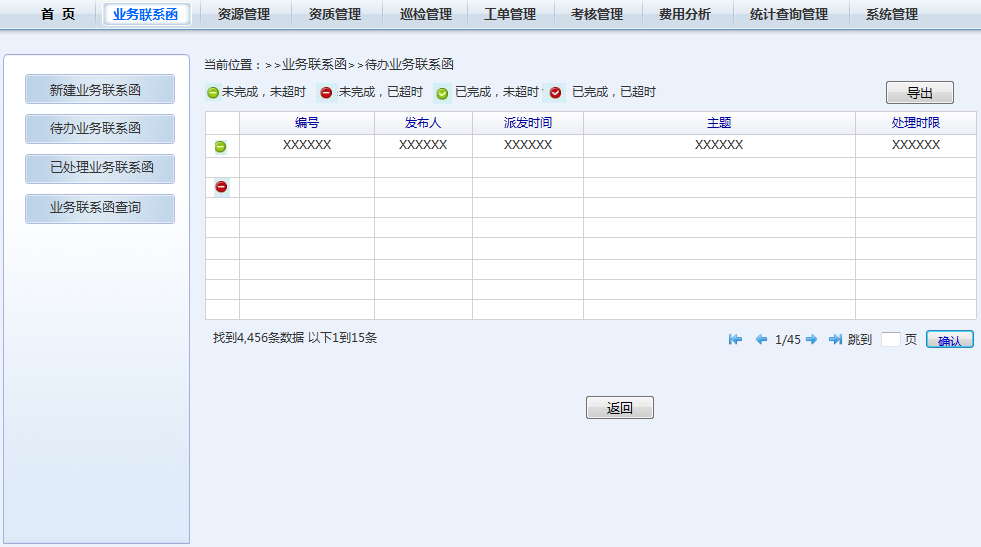 首 页 业务联系函 资源管理 资质管理 巡检管理 工单管理 考核管理 费用分析 统计查询管理 系统管理
新建业务联系函
待办业务联系函
已处理业务联系函
业务联系函查询
当前位置：>>业务联系函>>待办业务联系函
未完成，未超时 未完成，已超时 已完成，未超时 已完成，已超时
导出
编号 发布人 派发时间 主题 处理时限
XXXXXX XXXXXX XXXXXX XXXXXX XXXXXX
找到4,456条数据 以下1到15条
1/45 跳到 页 确认
返回